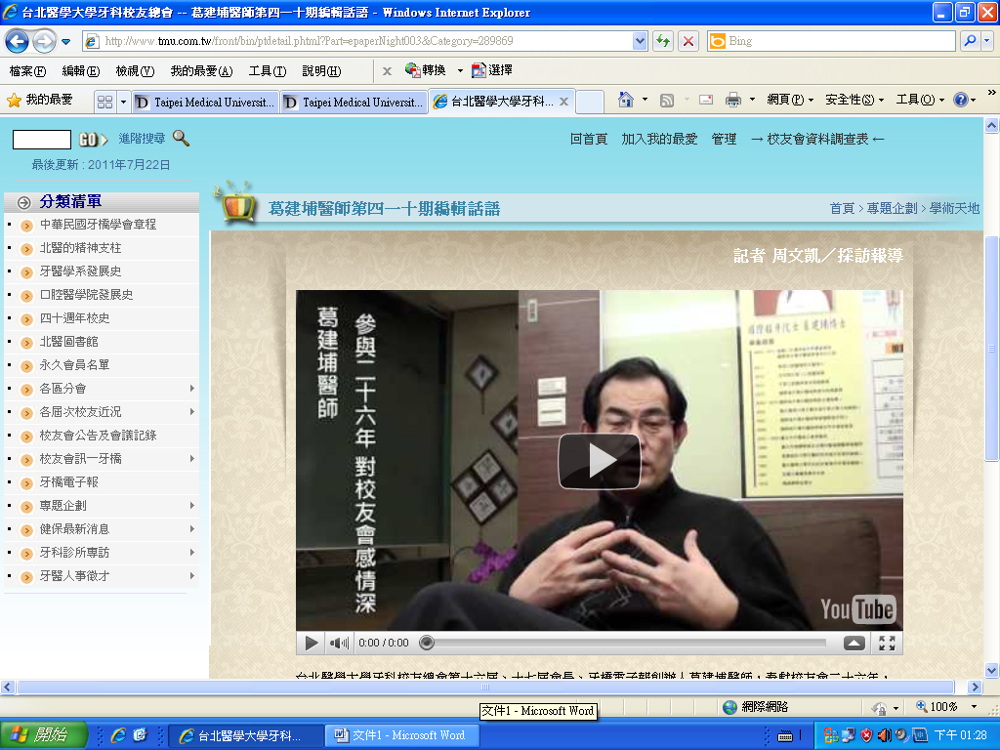 台北醫學大學牙科校友總會 -- 葛建埔醫師第四一十期編輯話語 - Windows Internet Explorer
http://www.tmu.com.tw/front/bin/ptdetail.phtml?Part=epaperNight003&Category=289869
Bing
檔案(F) 編輯(E) 檢視(V) 我的最愛(A) 工具(T) 說明(H) x 轉換 選擇
我的最愛 Taipei Medical Universit... Taipei Medical Universit... 台北醫學大學牙科... 網頁(P) 安全性(S) 工具(O)
GO 進階搜尋
回首頁 加入我的最愛 管理 → 校友會資料調查表 ←
最後更新 : 2011年7月22日
分類清單
葛建埔醫師第四一十期編輯話語
首頁 > 專題企劃 > 學術天地
中華民國牙橋學會章程
北醫的精神支柱
牙醫學系發展史
口腔醫學院發展史
四十週年校史
北醫圖書館
永久會員名單
各區分會
各屆次校友近況
校友會公告及會議記錄
校友會訊一牙橋
牙橋電子報
專題企劃
健保最新消息
牙科診所專訪
牙醫人事徵才
記者 周文凱／採訪報導
葛建埔醫師
參與二十六年 對校友會感情深
YouTube
0:00 / 0:00
台北醫學大學牙科校友總會第十六屆、十七屆會長、牙橋電子報創辦人葛建埔醫師，奉獻校友會二十六年，
文件1 - Microsoft Word
網際網路 100%
開始 台北醫學大學牙科... 文件1 - Microsoft Word 下午 01:28